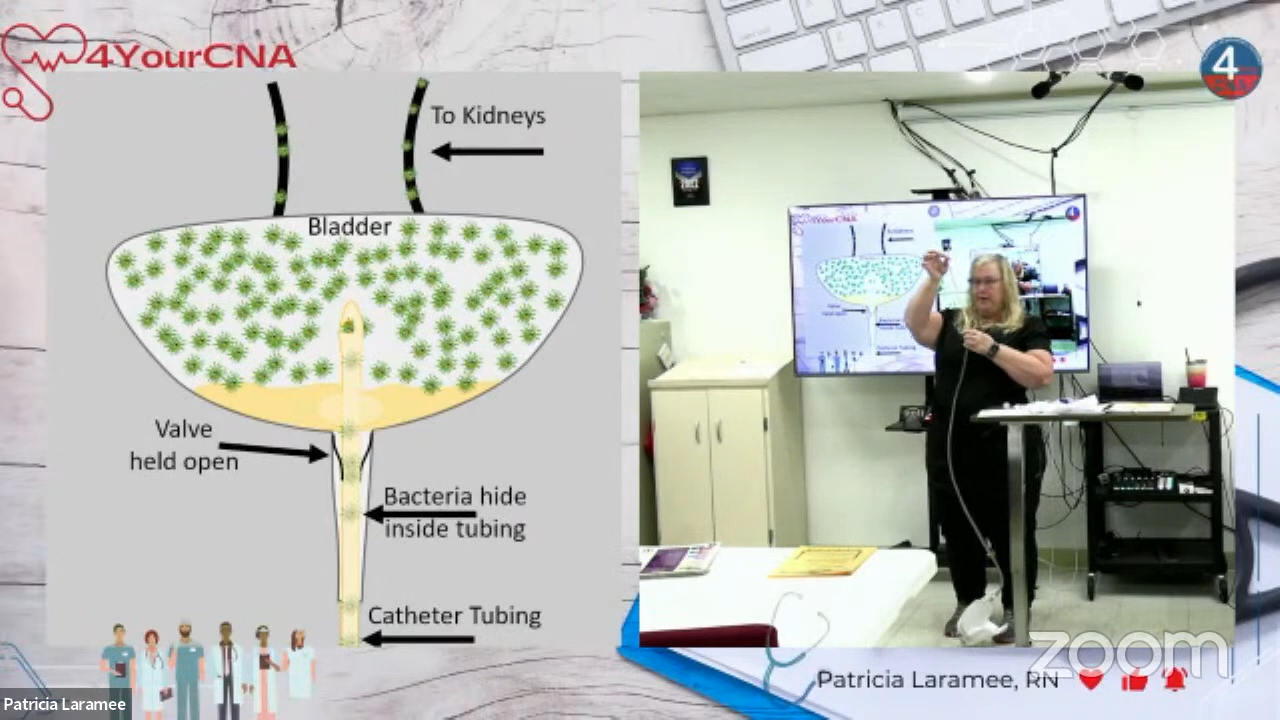 4YourCNA
4
To Kidneys
Bladder
Valve
held open
Bacteria hide
inside tubing
Catheter Tubing
4YourCNA
zoom
Patricia Laramee, RN
Patricia Laramee